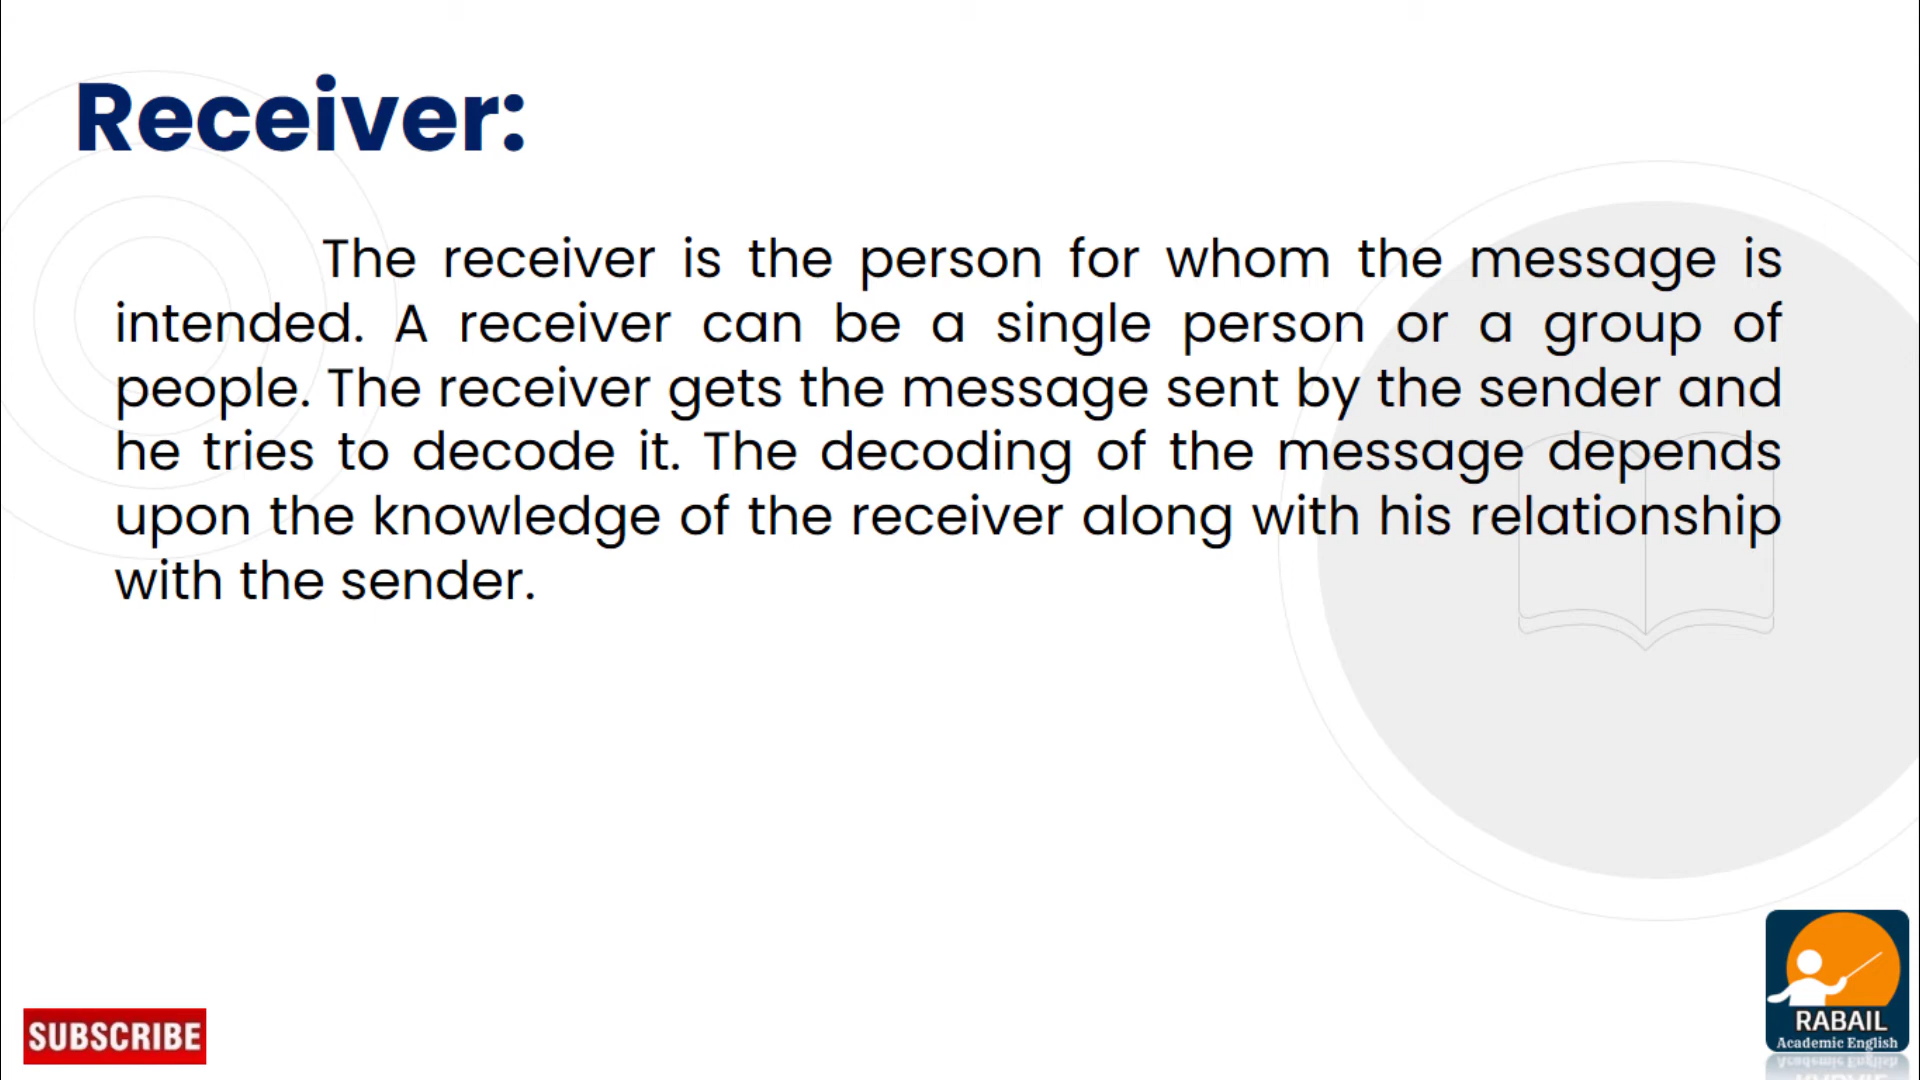 Receiver:
The receiver is the person for whom the message is
intended. A receiver can be a single person or a group of
people. The receiver gets the message sent by the sender and
he tries to decode it. The decoding of the message depends
upon the knowledge of the receiver along with his relationship
with the sender.
SUBSCRIBE
RABAIL
Academic English